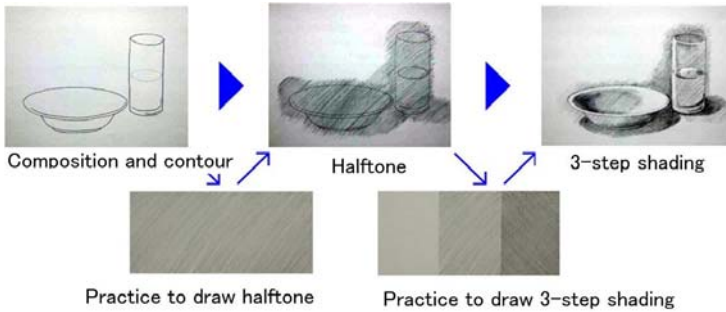 Composition and contour
Halftone
3-step shading
Practice to draw halftone
Practice to draw 3-step shading